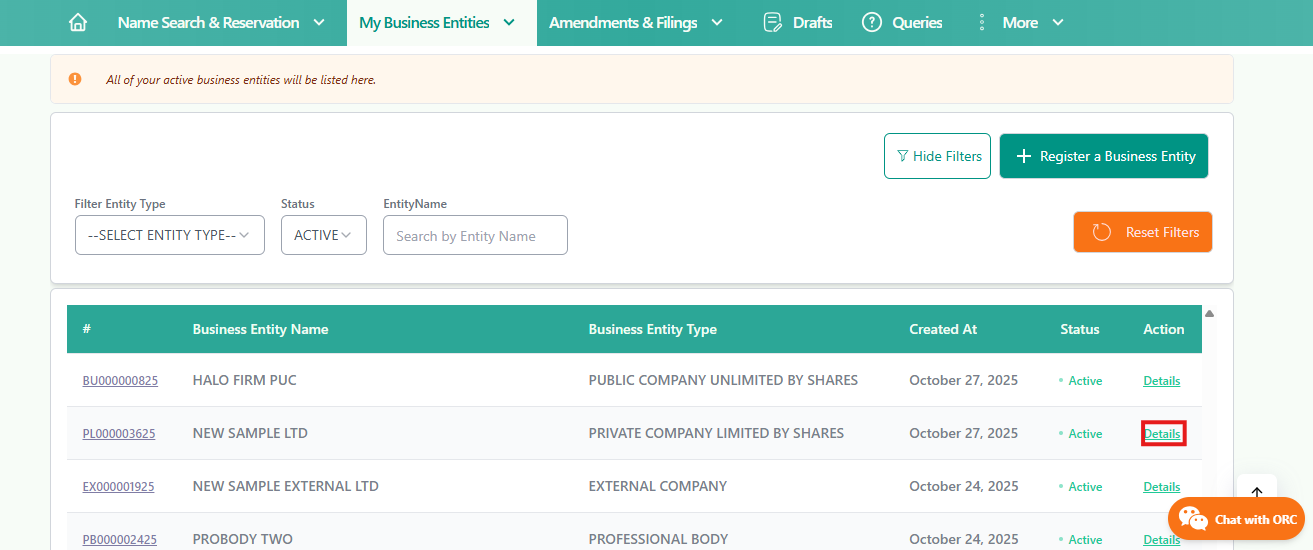 Name Search & Reservation My Business Entities Amendments & Filings Drafts Queries More
All of your active business entities will be listed here.
Hide Filters + Register a Business Entity
Filter Entity Type Status EntityName
--SELECT ENTITY TYPE-- ACTIVE Search by Entity Name Reset Filters
# Business Entity Name Business Entity Type Created At Status Action
BU000000825 HALO FIRM PUC PUBLIC COMPANY UNLIMITED BY SHARES October 27, 2025 Active Details
PL000003625 NEW SAMPLE LTD PRIVATE COMPANY LIMITED BY SHARES October 27, 2025 Active Details
EX000001925 NEW SAMPLE EXTERNAL LTD EXTERNAL COMPANY October 24, 2025 Active Details
PB000002425 PROBODY TWO PROFESSIONAL BODY October 24, 2025 Active Details
Chat with ORC